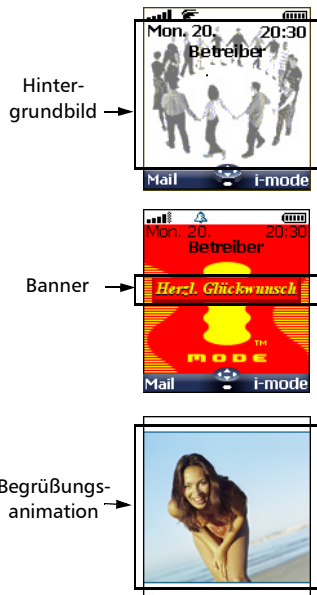 Mon. 20. 20:30
Betreiber
Hinter-
grundbild
Mail i-mode
Mon. 20. 20:30
Betreiber
Banner
Herzl. Glückwunsch
TM
MODE
Mail i-mode
Begrüßungs-
animation